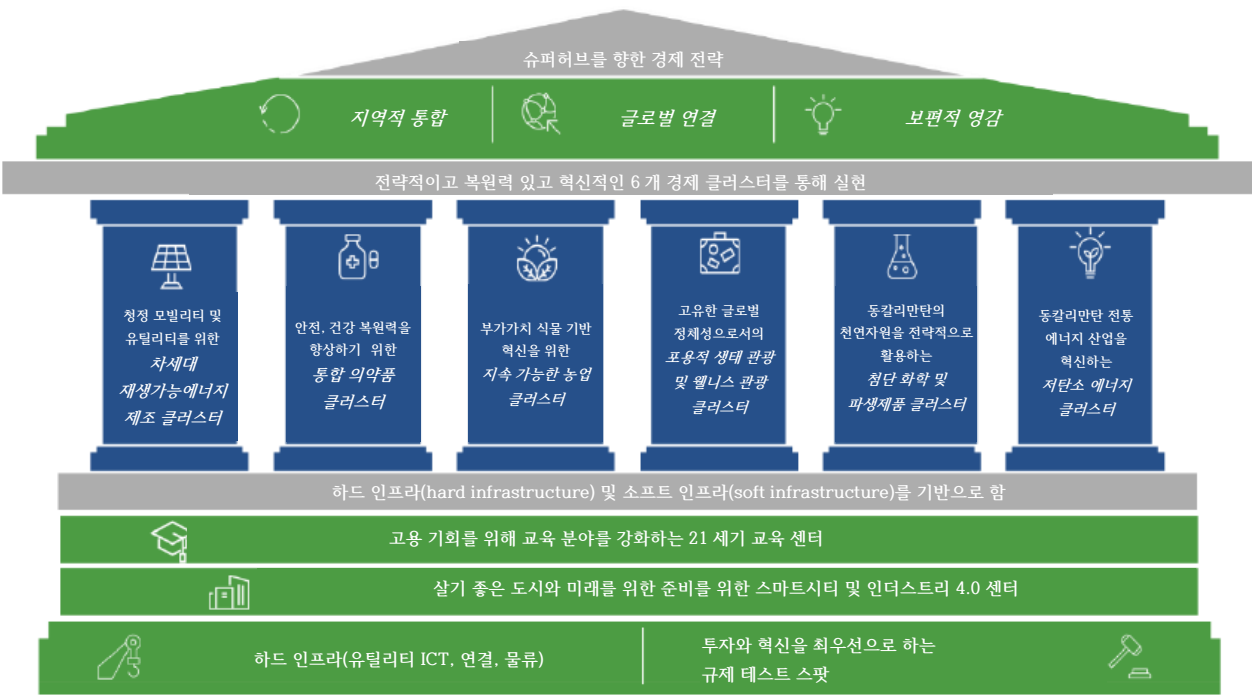 슈퍼허브를 향한 경제 전략
지역적 통합
글로벌 연결
보편적 영감
전략적이고 복원력 있고 혁신적인 6 개 경제 클러스터를 통해 실현
청정 모빌리티 및
유틸리티를 위한
차세대
재생가능에너지
제조 클러스터
안전, 건강 복원력을
향상하기 위한
통합 의약품
클러스터
부가가치 식물 기반
혁신을 위한
지속 가능한 농업
클러스터
고유한 글로벌
정체성으로서의
포용적 생태 관광
및 웰니스 관광
클러스터
동칼리만탄의
천연자원을 전략적으로
활용하는
첨단 화학 및
파생제품 클러스터
동칼리만탄 전통
에너지 산업을
혁신하는
저탄소 에너지
클러스터
하드 인프라(hard infrastructure) 및 소프트 인프라(soft infrastructure)를 기반으로 함
고용 기회를 위해 교육 분야를 강화하는 21 세기 교육 센터
살기 좋은 도시와 미래를 위한 준비를 위한 스마트시티 및 인더스트리 4.0 센터
하드 인프라(유틸리티 ICT, 연결, 물류)
투자와 혁신을 최우선으로 하는
규제 테스트 스팟